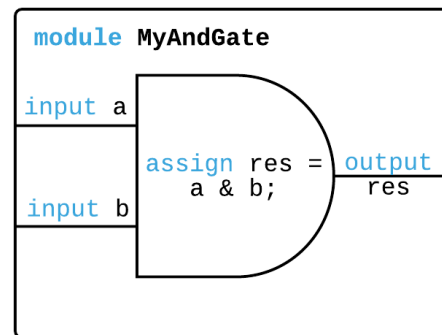 module MyAndGate
input a
assign res =
a & b;
output
res
input b